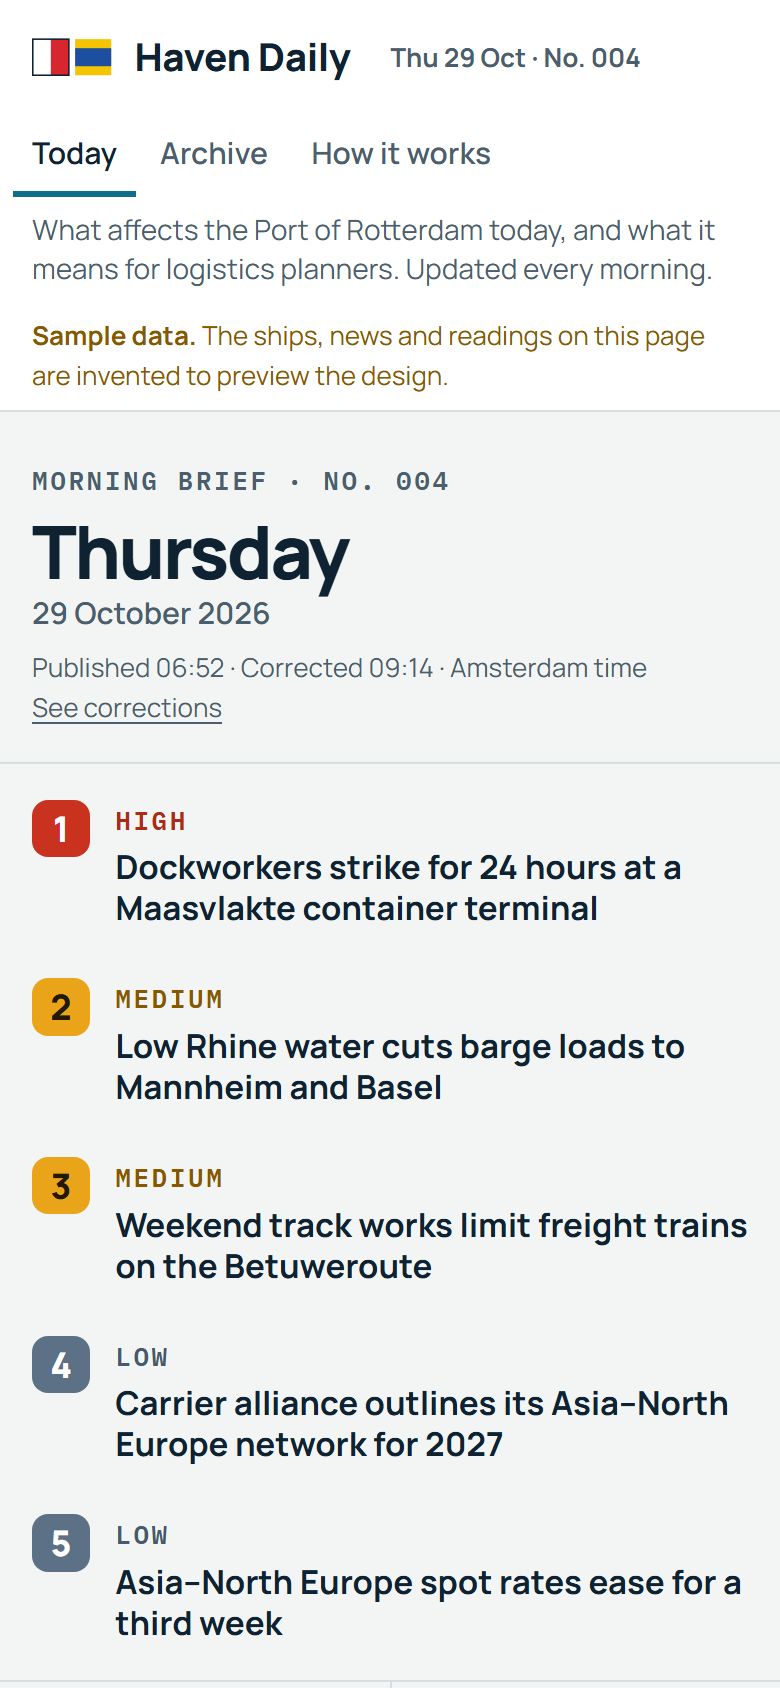 Haven Daily
Thu 29 Oct · No. 004
Today
Archive
How it works
What affects the Port of Rotterdam today, and what it
means for logistics planners. Updated every morning.
Sample data. The ships, news and readings on this page
are invented to preview the design.
MORNING BRIEF · NO. 004
Thursday
29 October 2026
Published 06:52 · Corrected 09:14 · Amsterdam time
See corrections
1
HIGH
Dockworkers strike for 24 hours at a
Maasvlakte container terminal
2
MEDIUM
Low Rhine water cuts barge loads to
Mannheim and Basel
3
MEDIUM
Weekend track works limit freight trains
on the Betuweroute
4
LOW
Carrier alliance outlines its Asia–North
Europe network for 2027
5
LOW
Asia–North Europe spot rates ease for a
third week